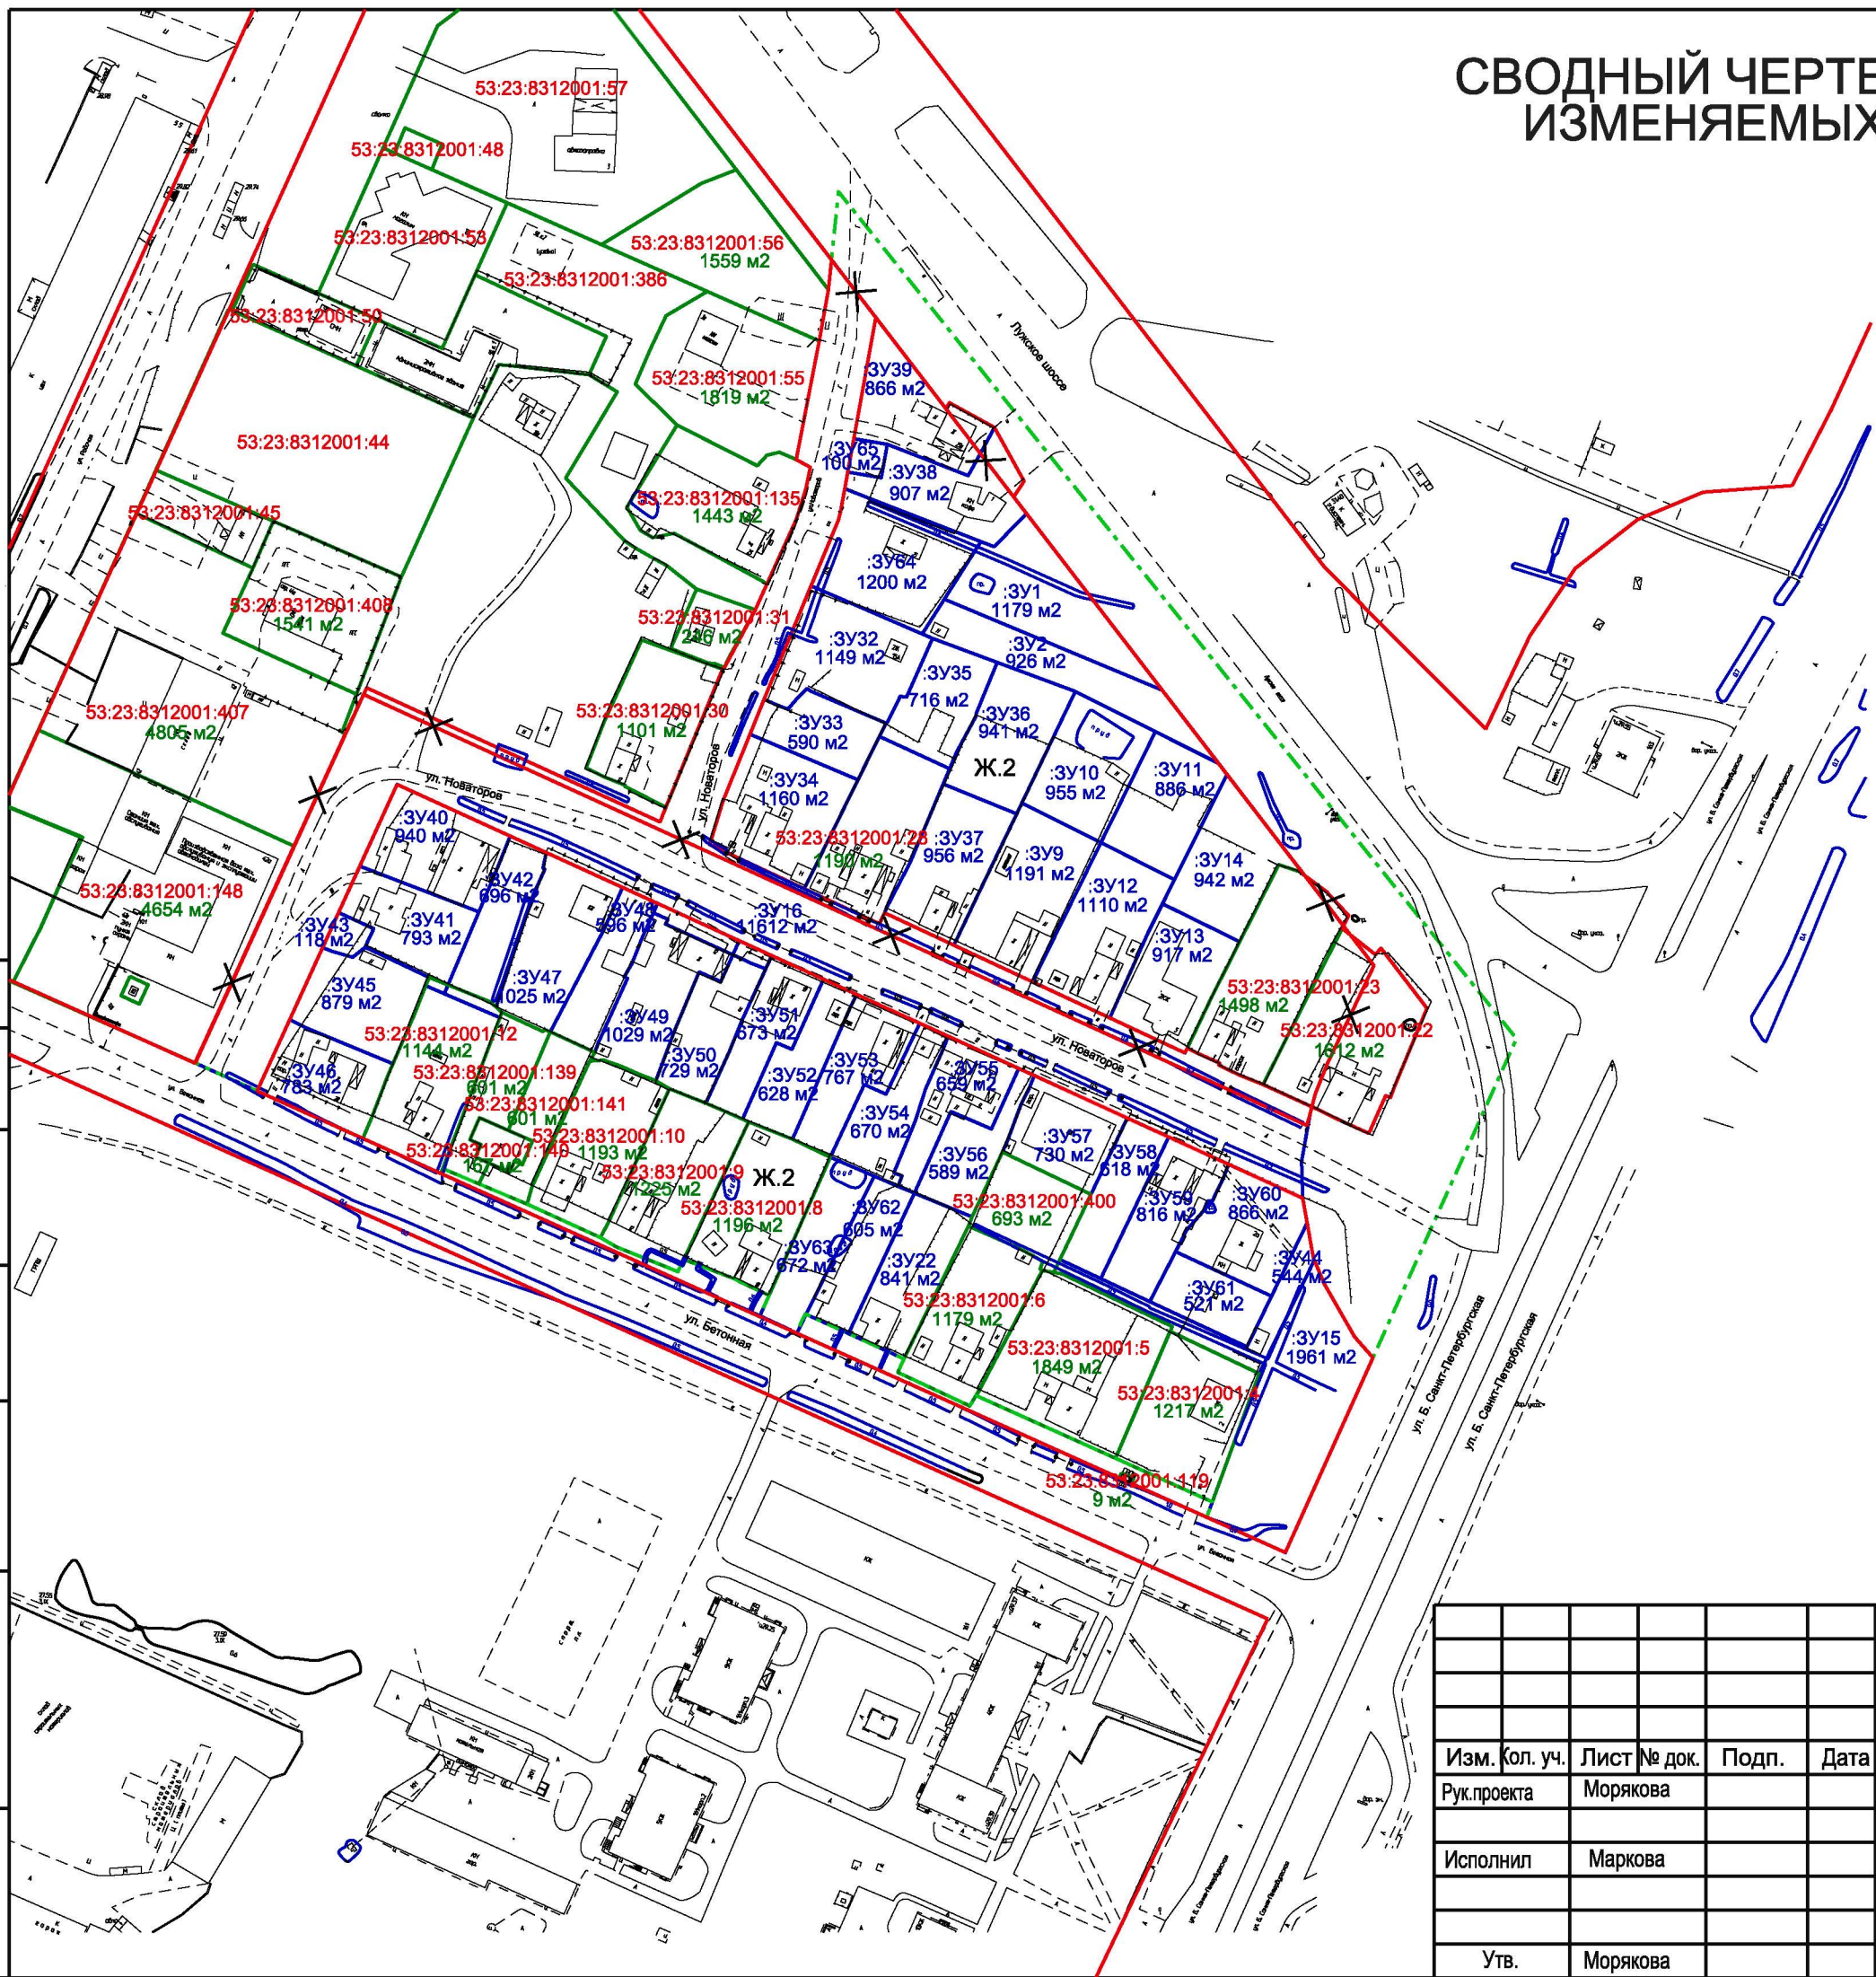 СВОДНЫЙ ЧЕРТЕ
ИЗМЕНЯЕМЫХ
53:23:8312001:57
53:23:8312001:48
53:23:8312001:53
53:23:8312001:56
1559 м2
53:23:8312001:386
53:23:8312001:50
53:23:8312001:55
1819 м2
:ЗУ39
866 м2
Лужское шоссе
53:23:8312001:44
:ЗУ65
100 м2
:ЗУ38
907 м2
53:23:8312001:45
53:23:8312001:135
1443 м2
:ЗУ64
1200 м2
:ЗУ1
1179 м2
53:23:8312001:408
1541 м2
53:23:8312001:31
246 м2
:ЗУ32
1149 м2
:ЗУ2
926 м2
:ЗУ35
716 м2
53:23:8312001:407
4805 м2
53:23:8312001:30
1101 м2
:ЗУ33
590 м2
:ЗУ36
941 м2
пруд
Ж.2
:ЗУ34
1160 м2
:ЗУ10
955 м2
:ЗУ11
886 м2
ул. Новаторов
ул. Новаторов
:ЗУ40
940 м2
53:23:8312001:28
1190 м2
:ЗУ37
956 м2
:ЗУ9
1191 м2
:ЗУ14
942 м2
53:23:8312001:148
4654 м2
:ЗУ42
696 м2
:ЗУ48
596 м2
:ЗУ16
11612 м2
:ЗУ12
1110 м2
:ЗУ43
118 м2
:ЗУ41
793 м2
:ЗУ13
917 м2
:ЗУ45
879 м2
:ЗУ47
1025 м2
53:23:8312001:23
1498 м2
53:23:8312001:12
1144 м2
:ЗУ49
1029 м2
:ЗУ51
673 м2
53:23:8312001:22
1612 м2
ул. Новаторов
:ЗУ46
783 м2
53:23:8312001:139
601 м2
:ЗУ50
729 м2
:ЗУ52
628 м2
:ЗУ53
767 м2
:ЗУ55
659 м2
53:23:8312001:141
601 м2
:ЗУ54
670 м2
53:23:8312001:10
1193 м2
:ЗУ57
730 м2
:ЗУ58
618 м2
53:23:8312001:140
167 м2
:ЗУ56
589 м2
53:23:8312001:9
1225 м2
Ж.2
пруд
53:23:8312001:400
693 м2
:ЗУ59
816 м2
:ЗУ60
866 м2
53:23:8312001:8
1196 м2
:ЗУ62
605 м2
:ЗУ63
672 м2
:ЗУ22
841 м2
:ЗУ44
544 м2
:ЗУ61
521 м2
53:23:8312001:6
1179 м2
ул. Бетонная
:ЗУ15
1961 м2
53:23:8312001:5
1849 м2
53:23:8312001:4
1217 м2
ул. Б. Санкт-Петербургская
ул. Б. Санкт-Петербургская
53:23:8312001:119
9 м2
Изм. Кол. уч. Лист № док. Подп. Дата
Рук.проекта Морякова
Исполнил Маркова
Утв. Морякова